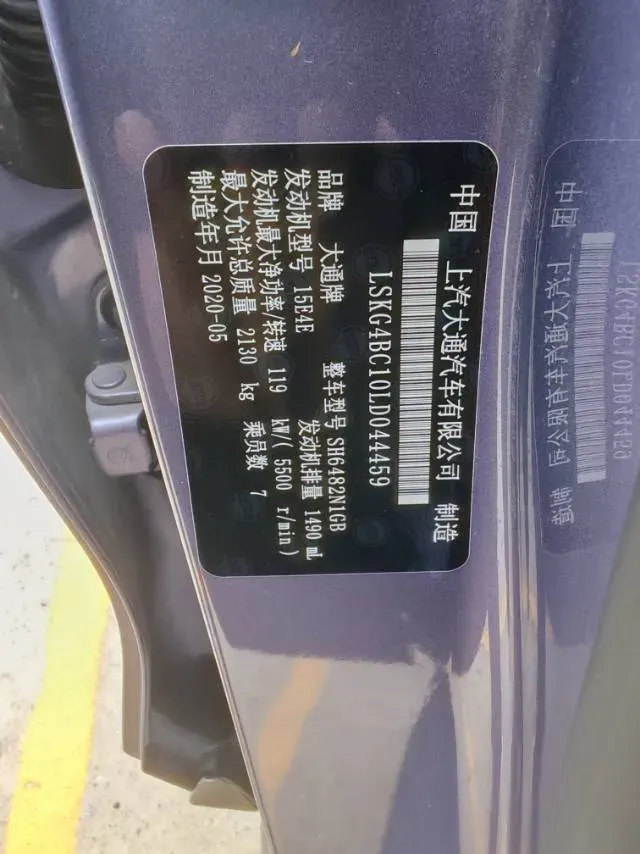 中国 上汽大通汽车有限公司 制造
LSKG4BC10LD044459
品牌 大通牌 整车型号 SH6482N1GB
发动机型号 15E4E 发动机排量 1490 mL
发动机最大净功率/转速 119 kW/( 5500 r/min)
最大允许总质量 2130 kg 乘员数 7
制造年月 2020-05